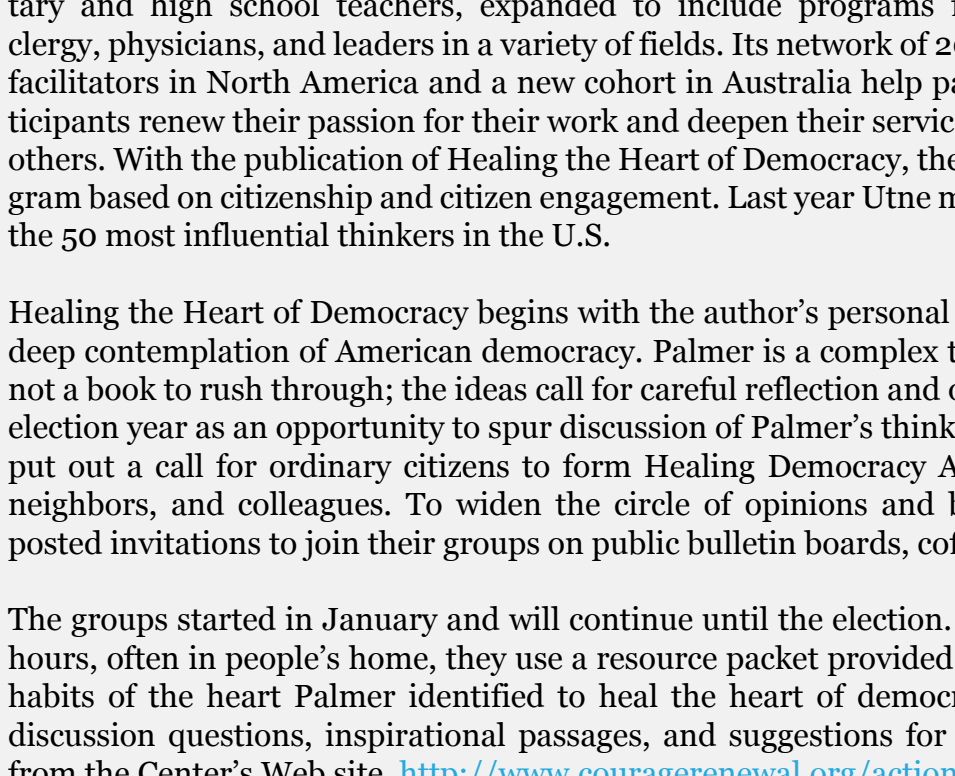 tary and high school teachers, expanded to include programs
clergy, physicians, and leaders in a variety of fields. Its network of
facilitators in North America and a new cohort in Australia help
ticipants renew their passion for their work and deepen their
others. With the publication of Healing the Heart of Democracy,
gram based on citizenship and citizen engagement. Last year Utne
the 50 most influential thinkers in the U.S.
Healing the Heart of Democracy begins with the author’s personal
deep contemplation of American democracy. Palmer is a complex
not a book to rush through; the ideas call for careful reflection and
election year as an opportunity to spur discussion of Palmer’s
put out a call for ordinary citizens to form Healing Democracy
neighbors, and colleagues. To widen the circle of opinions and
posted invitations to join their groups on public bulletin boards,
The groups started in January and will continue until the election.
hours, often in people’s home, they use a resource packet provided
habits of the heart Palmer identified to heal the heart of
discussion questions, inspirational passages, and suggestions for
from the Center’s Web site, http://www.couragerenewal.org/action